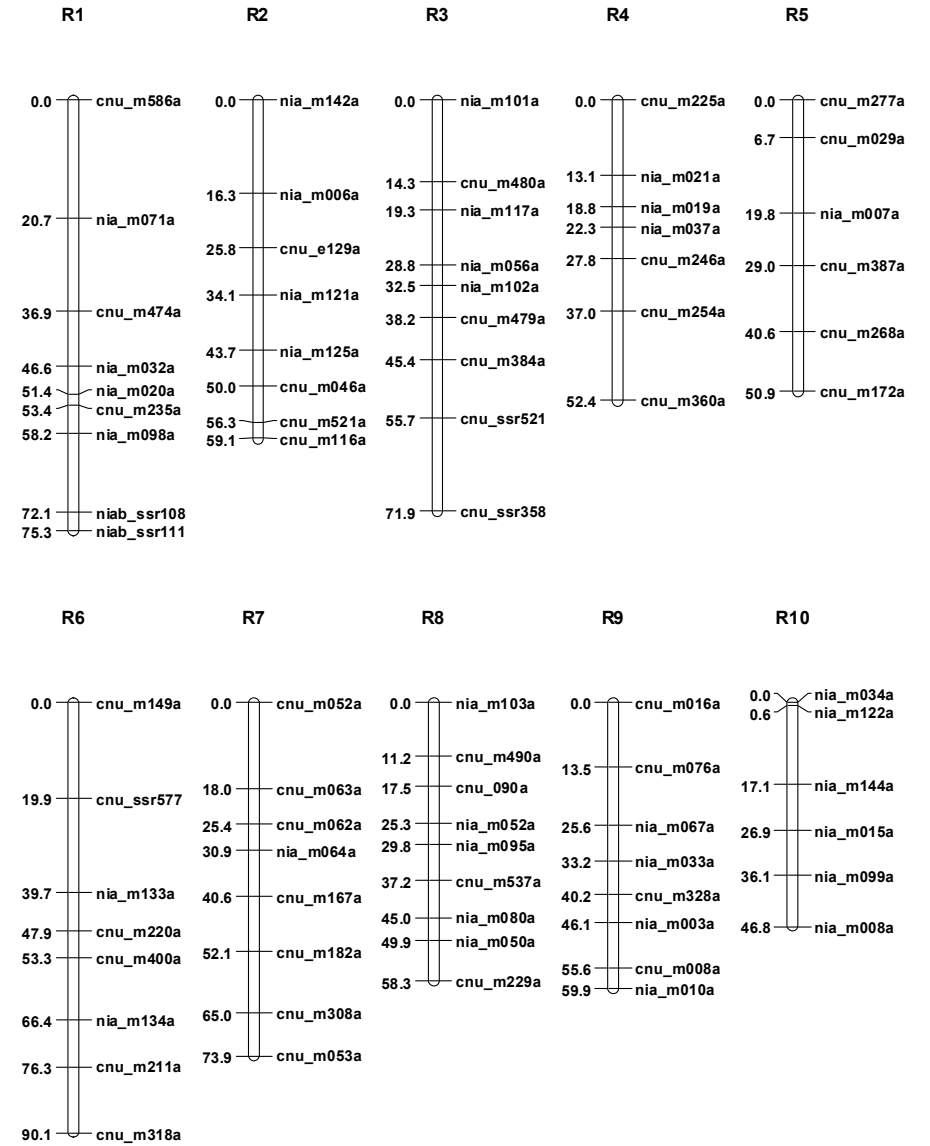 R1
0.0 cnu_m586a
20.7 nia_m071a
36.9 cnu_m474a
46.6 nia_m032a
51.4 nia_m020a
53.4 cnu_m235a
58.2 nia_m098a
72.1 niab_ssr108
75.3 niab_ssr111
R2
0.0 nia_m142a
16.3 nia_m006a
25.8 cnu_e129a
34.1 nia_m121a
43.7 nia_m125a
50.0 cnu_m046a
56.3 cnu_m521a
59.1 cnu_m116a
R3
0.0 nia_m101a
14.3 cnu_m480a
19.3 nia_m117a
28.8 nia_m056a
32.5 nia_m102a
38.2 cnu_m479a
45.4 cnu_m384a
55.7 cnu_ssr521
71.9 cnu_ssr358
R4
0.0 cnu_m225a
13.1 nia_m021a
18.8 nia_m019a
22.3 nia_m037a
27.8 cnu_m246a
37.0 cnu_m254a
52.4 cnu_m360a
R5
0.0 cnu_m277a
6.7 cnu_m029a
19.8 nia_m007a
29.0 cnu_m387a
40.6 cnu_m268a
50.9 cnu_m172a
R6
0.0 cnu_m149a
19.9 cnu_ssr577
39.7 nia_m133a
47.9 cnu_m220a
53.3 cnu_m400a
66.4 nia_m134a
76.3 cnu_m211a
90.1 cnu_m318a
R7
0.0 cnu_m052a
18.0 cnu_m063a
25.4 cnu_m062a
30.9 nia_m064a
40.6 cnu_m167a
52.1 cnu_m182a
65.0 cnu_m308a
73.9 cnu_m053a
R8
0.0 nia_m103a
11.2 cnu_m490a
17.5 cnu_090a
25.3 nia_m052a
29.8 nia_m095a
37.2 cnu_m537a
45.0 nia_m080a
49.9 nia_m050a
58.3 cnu_m229a
R9
0.0 cnu_m016a
13.5 cnu_m076a
25.6 nia_m067a
33.2 nia_m033a
40.2 cnu_m328a
46.1 nia_m003a
55.6 cnu_m008a
59.9 nia_m010a
R10
0.0 nia_m034a
0.6 nia_m122a
17.1 nia_m144a
26.9 nia_m015a
36.1 nia_m099a
46.8 nia_m008a